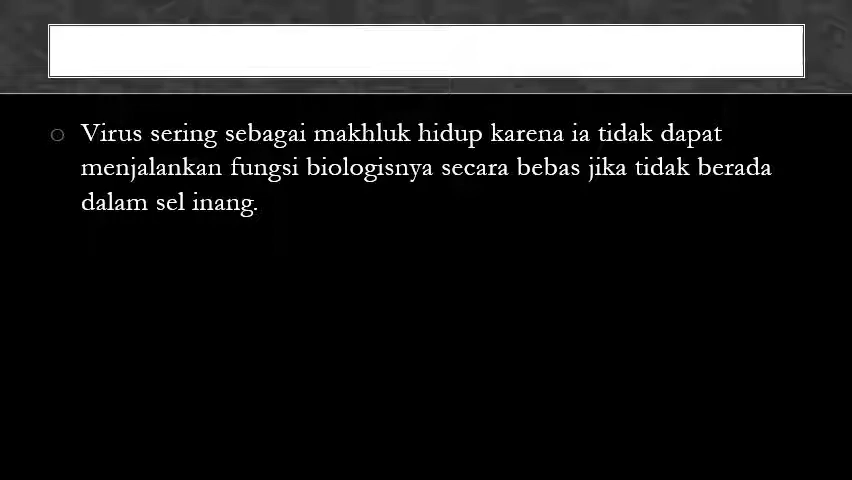 Virus sering sebagai makhluk hidup karena ia tidak dapat
menjalankan fungsi biologisnya secara bebas jika tidak berada
dalam sel inang.